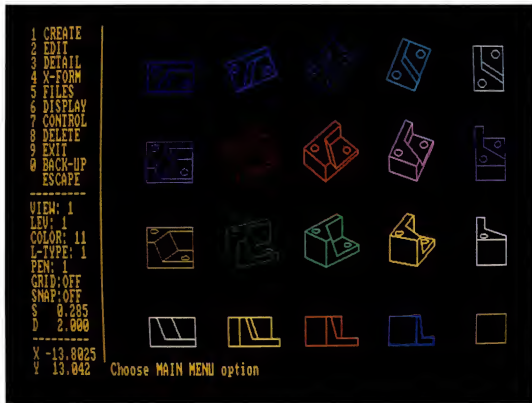 1 CREATE
2 EDIT
3 DETAIL
4 X-FORM
5 FILES
6 DISPLAY
7 CONTROL
8 DELETE
9 EXIT
0 BACK-UP
ESCAPE
----------
VIEW: 1
LEV: 1
COLOR: 11
L-TYPE: 1
PEN: 1
GRID:OFF
SNAP:OFF
S 0.285
D 2.000
----------
X -13.8025
Y 13.042
Choose MAIN MENU option